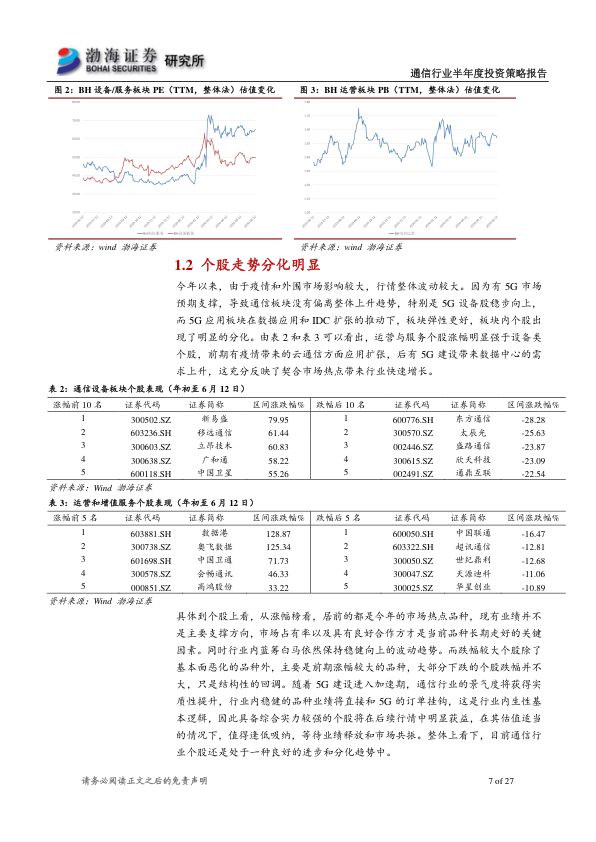 渤海证券 研究所
BOHAI SECURITIES
通信行业半年度投资策略报告
图 2：BH 设备/服务板块 PE（TTM，整体法）估值变化
图 3：BH 运营板块 PB（TTM，整体法）估值变化
资料来源：wind 渤海证券
资料来源：wind 渤海证券
1.2 个股走势分化明显
今年以来，由于疫情和外围市场影响较大，行情整体波动较大。因为有 5G 市场
预期支撑，导致通信板块没有偏离整体上升趋势，特别是 5G 设备股稳步向上，
而 5G 应用板块在数据应用和 IDC 扩张的推动下，板块弹性更好，板块内个股出
现了明显的分化。由表 2 和表 3 可以看出，运营与服务个股涨幅明显强于设备类
个股，前期有疫情带来的云通信方面应用扩张，后有 5G 建设带来数据中心的需
求上升，这充分反映了契合市场热点带来行业快速增长。
表 2：通信设备板块个股表现（年初至 6 月 12 日）
涨幅前 10 名 证券代码 证券简称 区间涨跌幅% 跌幅后 10 名 证券代码 证券简称 区间涨跌幅%
1 300502.SZ 新易盛 79.95 1 600776.SH 东方通信 -28.28
2 603236.SH 移远通信 61.44 2 300570.SZ 太辰光 -25.63
3 300603.SZ 立昂技术 60.83 3 002446.SZ 盛路通信 -23.87
4 300638.SZ 广和通 58.22 4 300615.SZ 欣天科技 -23.09
5 600118.SH 中国卫星 55.26 5 002491.SZ 通鼎互联 -22.54
资料来源：Wind 渤海证券
表 3：运营和增值服务个股表现（年初至 6 月 12 日）
涨幅前 5 名 证券代码 证券简称 区间涨跌幅% 跌幅后 5 名 证券代码 证券简称 区间涨跌幅%
1 603881.SH 数据港 128.87 1 600050.SH 中国联通 -16.47
2 300738.SZ 奥飞数据 125.34 2 603322.SH 超讯通信 -12.81
3 601698.SH 中国卫通 71.73 3 300050.SZ 世纪鼎利 -12.68
4 300578.SZ 会畅通讯 46.33 4 300047.SZ 天源迪科 -11.06
5 000851.SH 高鸿股份 33.22 5 300025.SZ 华星创业 -10.89
资料来源：Wind 渤海证券
具体到个股上看，从涨幅榜看，居前的都是今年的市场热点品种，现有业绩并不
是主要支撑方向，市场占有率以及具有良好合作方才是当前品种长期走好的关键
因素。同时行业内蓝筹白马依然保持稳健向上的波动趋势。而跌幅较大个股除了
基本面恶化的品种外，主要是前期涨幅较大的品种，大部分下跌的个股跌幅并不
大，只是结构性的回调。随着 5G 建设进入加速期，通信行业的景气度将获得实
质性提升，行业内稳健的品种业绩将直接和 5G 的订单挂钩，这是行业内生性基
本逻辑，因此具备综合实力较强的个股将在后续行情中明显获益，在其估值适当
的情况下，值得逢低吸纳，等待业绩释放和市场共振。整体上看下，目前通信行
业个股还是处于一种良好的进步和分化趋势中。
请务必阅读正文之后的免责声明
7 of 27